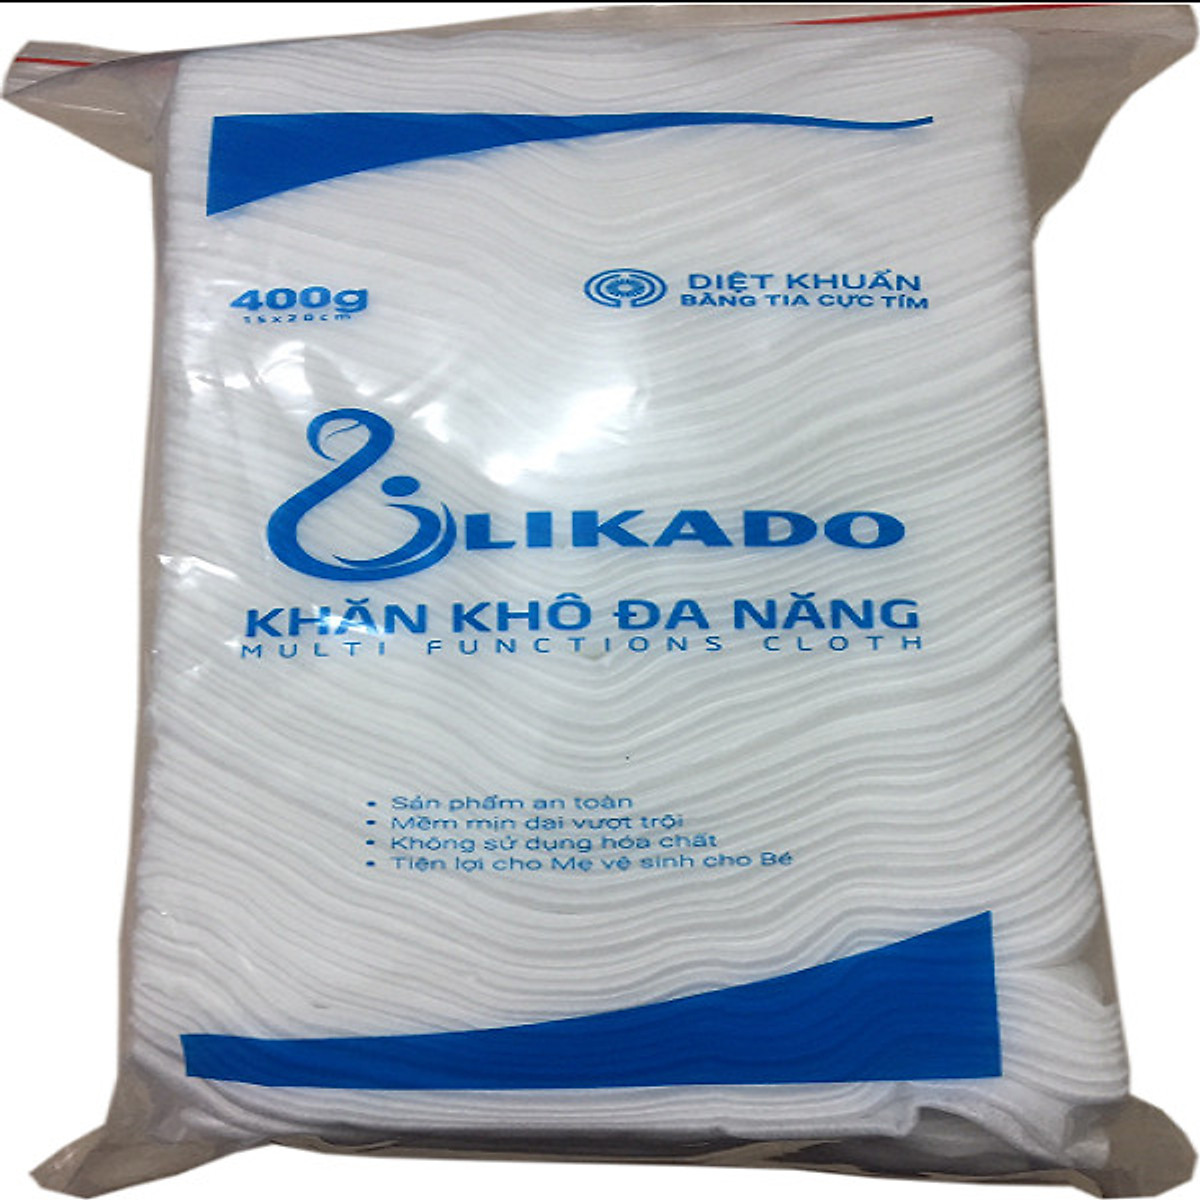 400g
15x20cm
DIỆT KHUẨN
BẰNG TIA CỰC TÍM
LIKADO
KHĂN KHÔ ĐA NĂNG
MULTI FUNCTIONS CLOTH
• Sản phẩm an toàn
• Mềm mịn dai vượt trội
• Không sử dụng hóa chất
• Tiện lợi cho Mẹ vệ sinh cho Bé